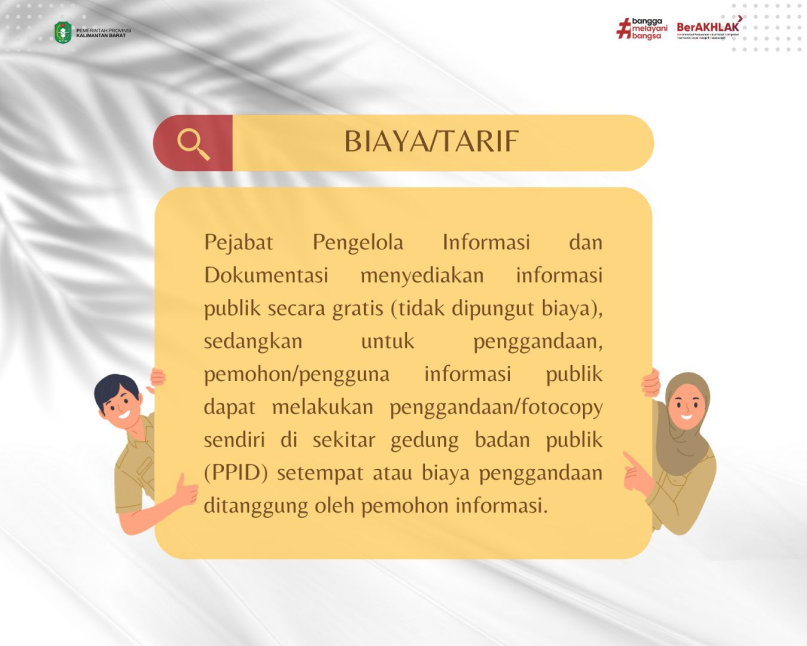 PEMERINTAH PROVINSI
KALIMANTAN BARAT
#bangga
melayani
bangsa
BerAKHLAK
BIAYA/TARIF
Pejabat Pengelola Informasi dan
Dokumentasi menyediakan informasi
publik secara gratis (tidak dipungut biaya),
sedangkan untuk penggandaan,
pemohon/pengguna informasi publik
dapat melakukan penggandaan/fotocopy
sendiri di sekitar gedung badan publik
(PPID) setempat atau biaya penggandaan
ditanggung oleh pemohon informasi.